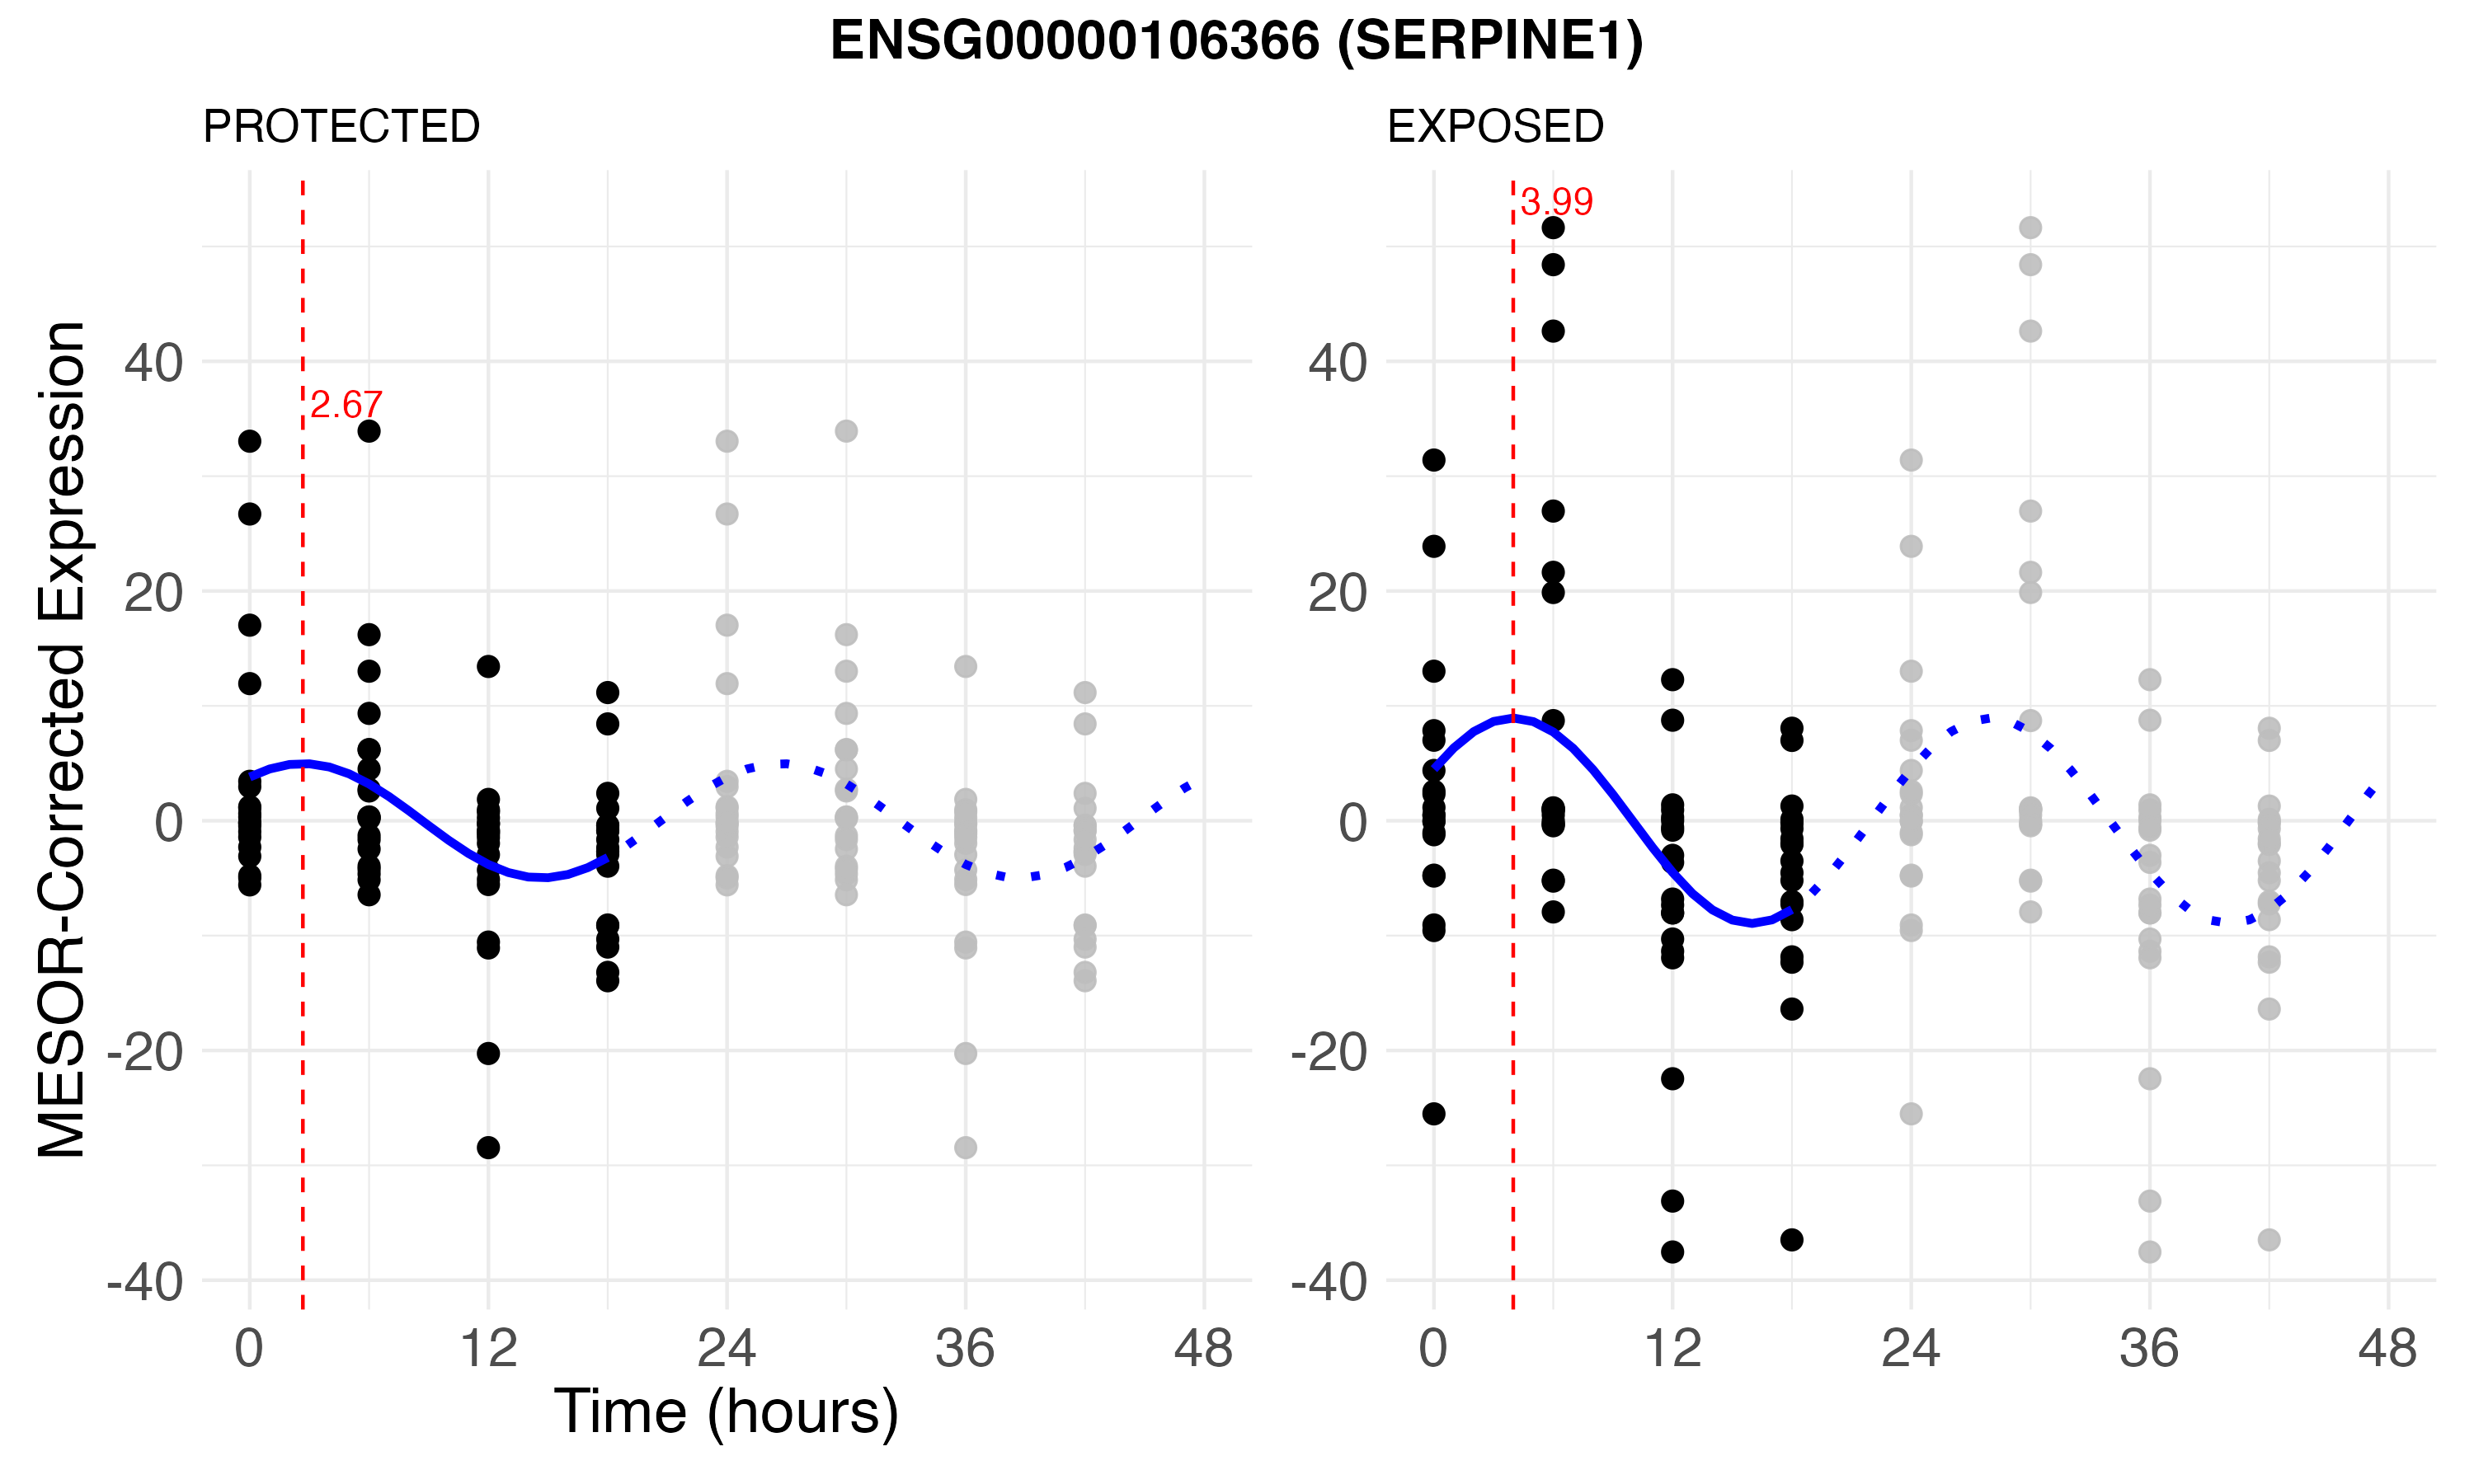 ENSG00000106366 (SERPINE1)
PROTECTED
EXPOSED
MESOR-Corrected Expression
40
20
0
-20
-40
2.67
0 12 24 36 48
Time (hours)
40
20
0
-20
-40
3.99
0 12 24 36 48